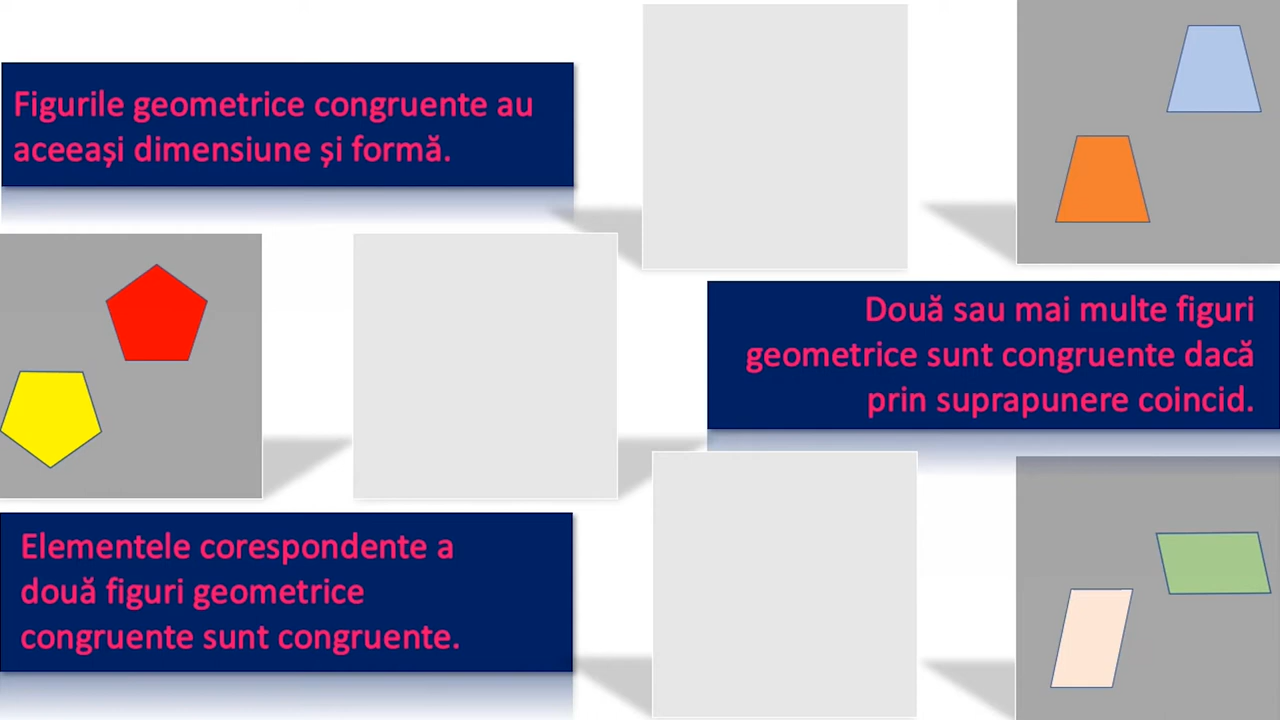 Figurile geometrice congruente au
aceeași dimensiune și formă.
Două sau mai multe figuri
geometrice sunt congruente dacă
prin suprapunere coincid.
Elementele corespondente a
două figuri geometrice
congruente sunt congruente.